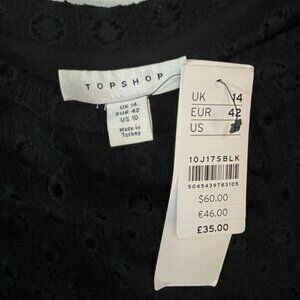 TOPSHOP
UK 14
EUR 42
US 10
Made in
Turkey
UK 14
EUR 42
US
10J17SBLK
5045439783105
$60.00
€46.00
£35.00